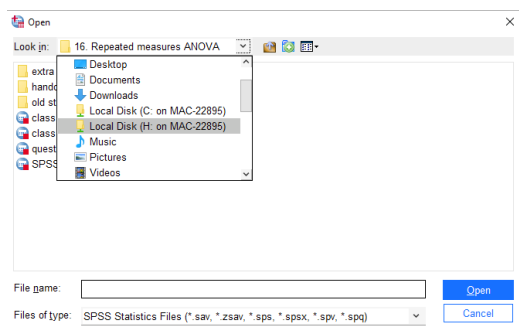 Open
Look in: 16. Repeated measures ANOVA
extra
Desktop
hando
Documents
old st
Downloads
class
Local Disk (C: on MAC-22895)
class
Local Disk (H: on MAC-22895)
quest
Music
SPSS
Pictures
Videos
File name:
Open
Files of type: SPSS Statistics Files (*.sav, *.zsav, *.sps, *.spsx, *.spv, *.spq)
Cancel